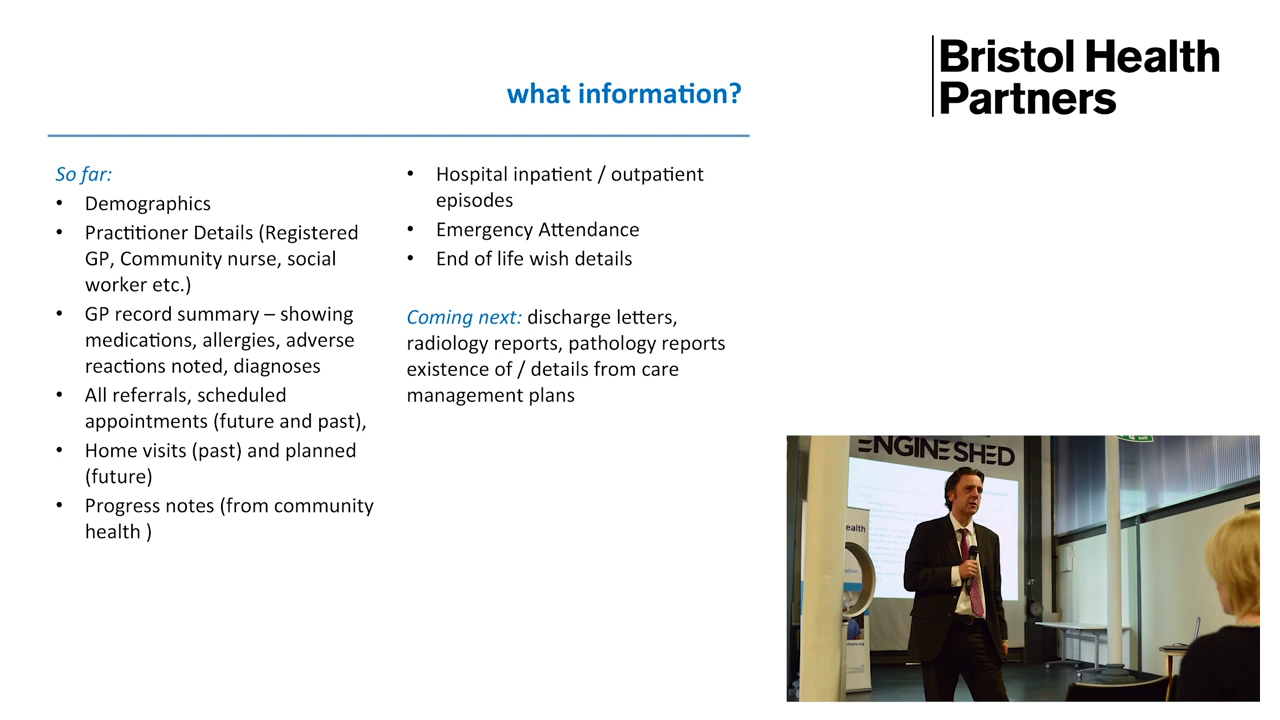 what information?
Bristol Health
Partners
So far:
• Demographics
• Practitioner Details (Registered
GP, Community nurse, social
worker etc.)
• GP record summary – showing
medications, allergies, adverse
reactions noted, diagnoses
• All referrals, scheduled
appointments (future and past),
• Home visits (past) and planned
(future)
• Progress notes (from community
health )
• Hospital inpatient / outpatient
episodes
• Emergency Attendance
• End of life wish details
Coming next: discharge letters,
radiology reports, pathology reports
existence of / details from care
management plans
ENGINE SHED